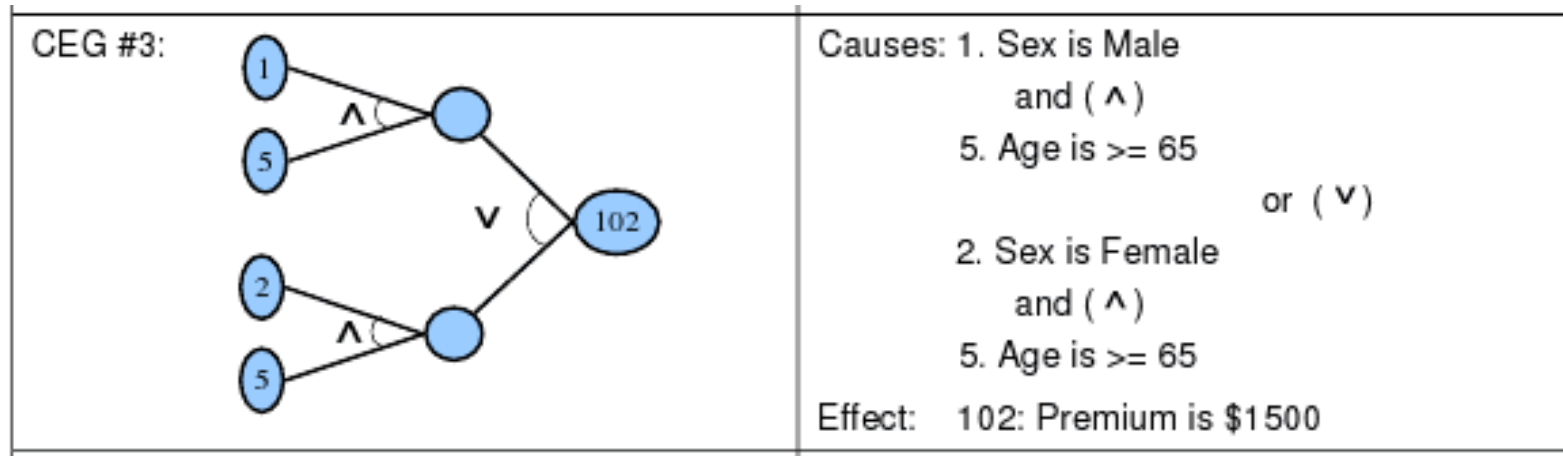 CEG #3:
1
^
5
v
102
2
^
5
Causes: 1. Sex is Male
and ( ^ )
5. Age is >= 65
or ( v )
2. Sex is Female
and ( ^ )
5. Age is >= 65
Effect: 102: Premium is $1500